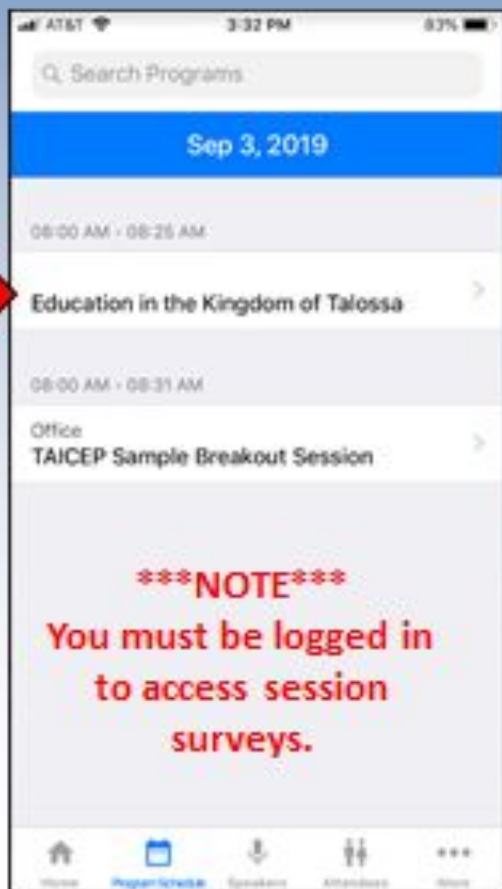 AT&T 3:32 PM 83%
Search Programs
Sep 3, 2019
08:00 AM - 08:25 AM
Education in the Kingdom of Talossa
08:00 AM - 08:31 AM
Office
TAICEP Sample Breakout Session
***NOTE***
You must be logged in
to access session
surveys.
Home Program Schedule Speakers Attendees More